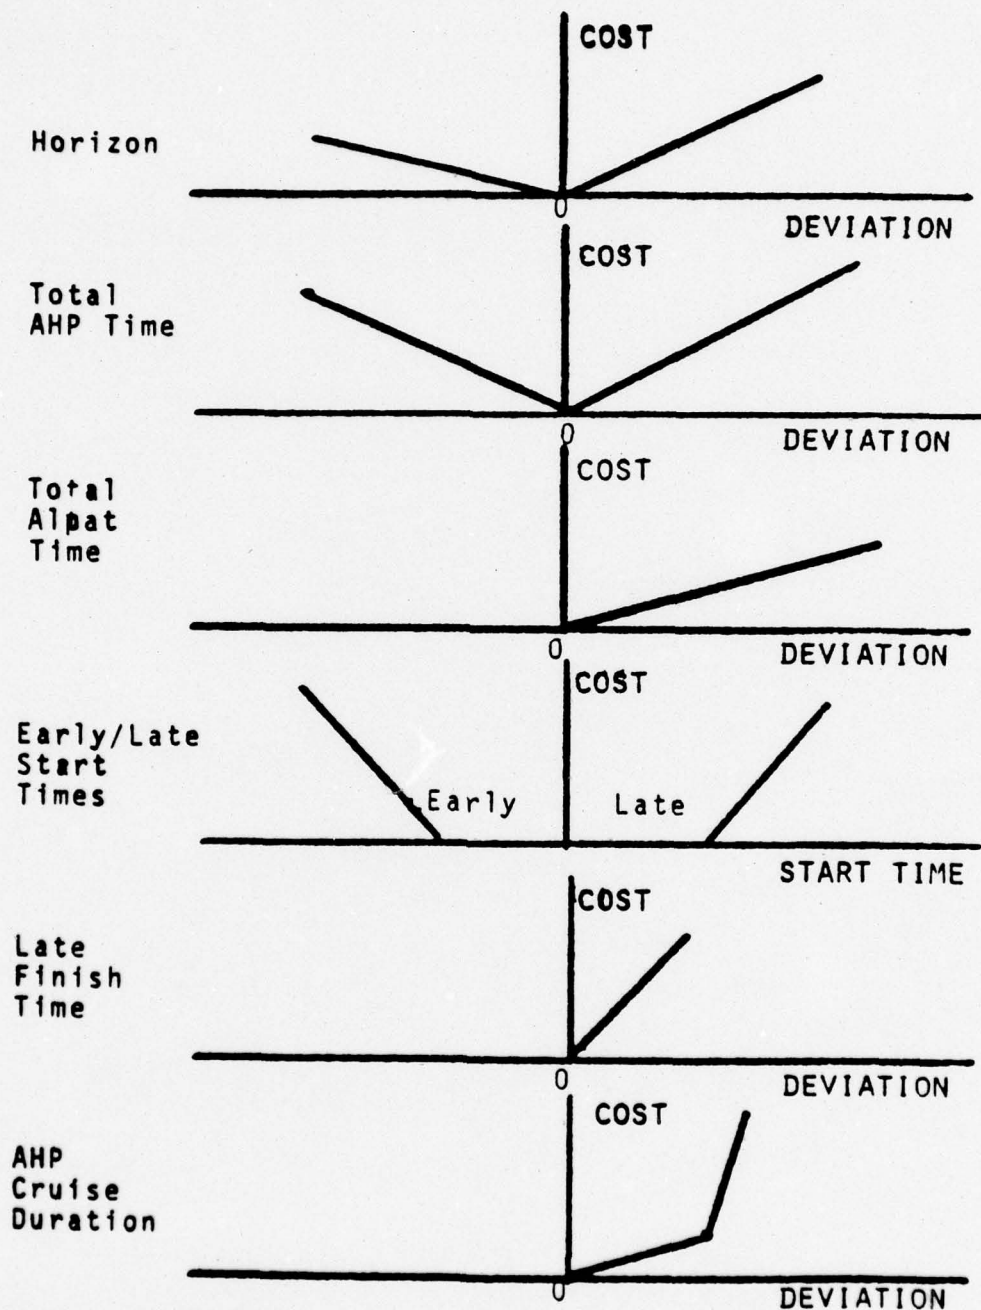 COST
Horizon
0
DEVIATION
COST
Total
AHP Time
0
DEVIATION
COST
Total
Alpat
Time
0
DEVIATION
COST
Early/Late
Start
Times
Early
Late
START TIME
COST
Late
Finish
Time
0
DEVIATION
COST
AHP
Cruise
Duration
0
DEVIATION